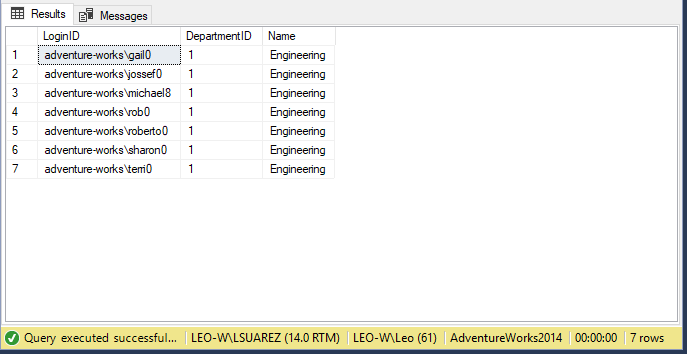 Results Messages
LoginID DepartmentID Name
1 adventure-works\gail0 1 Engineering
2 adventure-works\jossef0 1 Engineering
3 adventure-works\michael8 1 Engineering
4 adventure-works\rob0 1 Engineering
5 adventure-works\roberto0 1 Engineering
6 adventure-works\sharon0 1 Engineering
7 adventure-works\terri0 1 Engineering
Query executed successful... LEO-W\LSUAREZ (14.0 RTM) LEO-W\Leo (61) AdventureWorks2014 00:00:00 7 rows